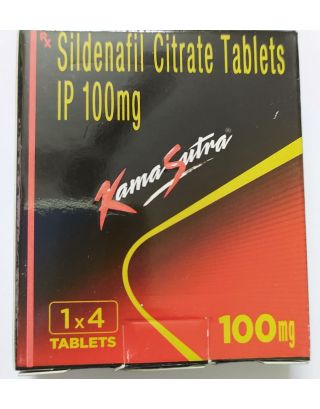 Rx
Sildenafil Citrate Tablets
IP 100mg
KamaSutra®
1x4
TABLETS
100mg